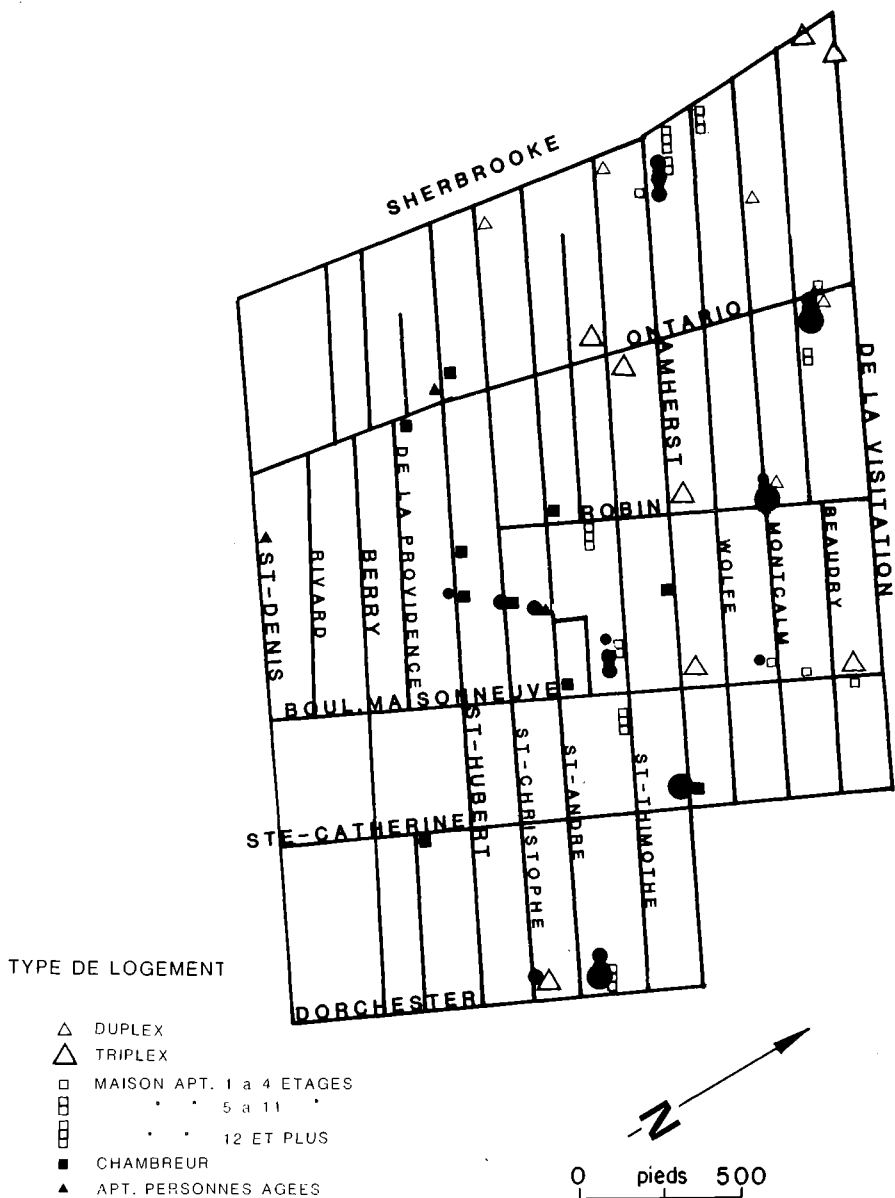 SHERBROOKE
ONTARIO
AMHERST
DE LA VISITATION
DE LA PROVIDENCE
ROBIN
ST-DENIS
RIVARD
BERRY
WOLFE
MONTCALM
BEAUDRY
BOUL. MAISONNEUVE
ST-HUBERT
ST-CHRISTOPHE
ST-ANDRE
ST-THIMOTHE
STE-CATHERINE
DORCHESTER
TYPE DE LOGEMENT
DUPLEX
TRIPLEX
MAISON APT. 1 a 4 ETAGES
" " 5 a 11 "
" " 12 ET PLUS
CHAMBREUR
APT. PERSONNES AGEES
N
0 pieds 500